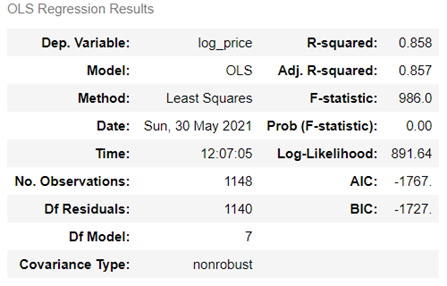 OLS Regression Results
Dep. Variable: log_price R-squared: 0.858
Model: OLS Adj. R-squared: 0.857
Method: Least Squares F-statistic: 986.0
Date: Sun, 30 May 2021 Prob (F-statistic): 0.00
Time: 12:07:05 Log-Likelihood: 891.64
No. Observations: 1148 AIC: -1767.
Df Residuals: 1140 BIC: -1727.
Df Model: 7
Covariance Type: nonrobust